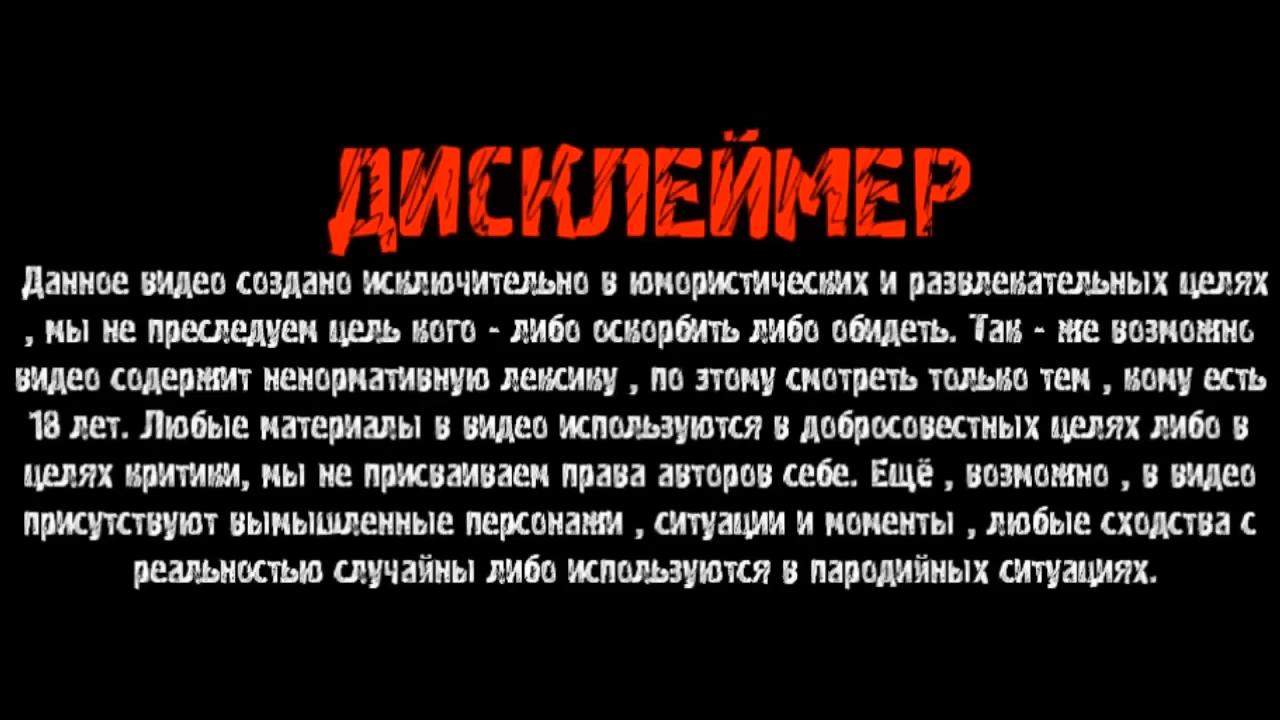 ДИСКЛЕЙМЕР
Данное видео создано исключительно в юмористических и развлекательных целях
, мы не преследуем цель кого - либо оскорбить либо обидеть. Так - же возможно
видео содержит ненормативную лексику , по этому смотреть только тем , кому есть
18 лет. Любые материалы в видео используются в добросовестных целях либо в
целях критики, мы не присваиваем права авторов себе. Ещё , возможно , в видео
присутствуют вымышленные персонажи , ситуации и моменты , любые сходства с
реальностью случайны либо используются в пародийных ситуациях.